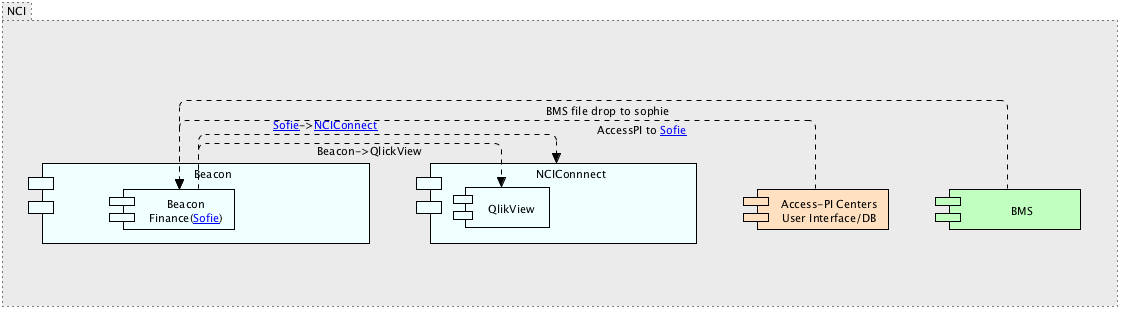 NCI
BMS file drop to sophie
Sofie->NCIConnect
AccessPI to Sofie
Beacon->QlickView
Beacon
NCIConnnect
Beacon
Finance(Sofie)
QlikView
Access-PI Centers
User Interface/DB
BMS